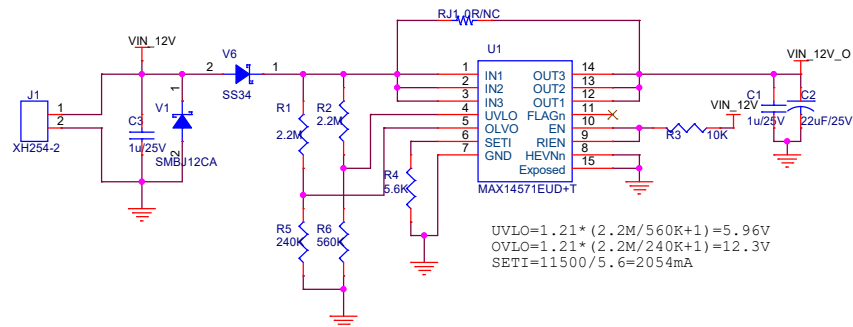 RJ1 0R/NC
VIN_12V
V6
U1
VIN_12V_O
2
1
SS34
J1
1
2
XH254-2
C3
1u/25V
1
V1
2
SMBJ12CA
R1
2.2M
R2
2.2M
1 IN1 OUT3 14
2 IN2 OUT2 13
3 IN3 OUT1 12
4 UVLO FLAGn 11
5 OLVO EN 10
6 SETI RIEN 9
7 GND HEVNn 8
Exposed 15
MAX14571EUD+T
VIN_12V
R3 10K
C1
1u/25V
C2
22uF/25V
R4
5.6K
R5
240K
R6
560K
UVLO=1.21*(2.2M/560K+1)=5.96V
OVLO=1.21*(2.2M/240K+1)=12.3V
SETI=11500/5.6=2054mA